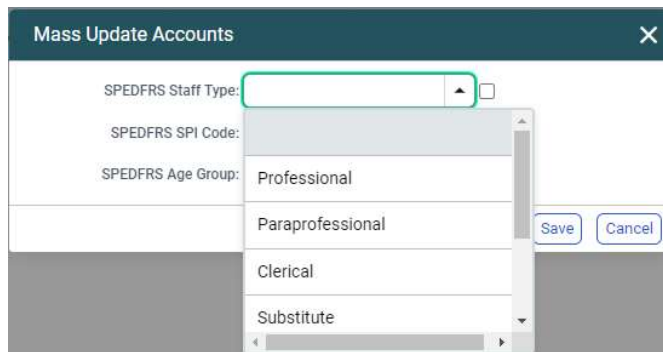 Mass Update Accounts
SPEDFRS Staff Type:
SPEDFRS SPI Code:
SPEDFRS Age Group:
Professional
Paraprofessional
Clerical
Substitute
Save
Cancel